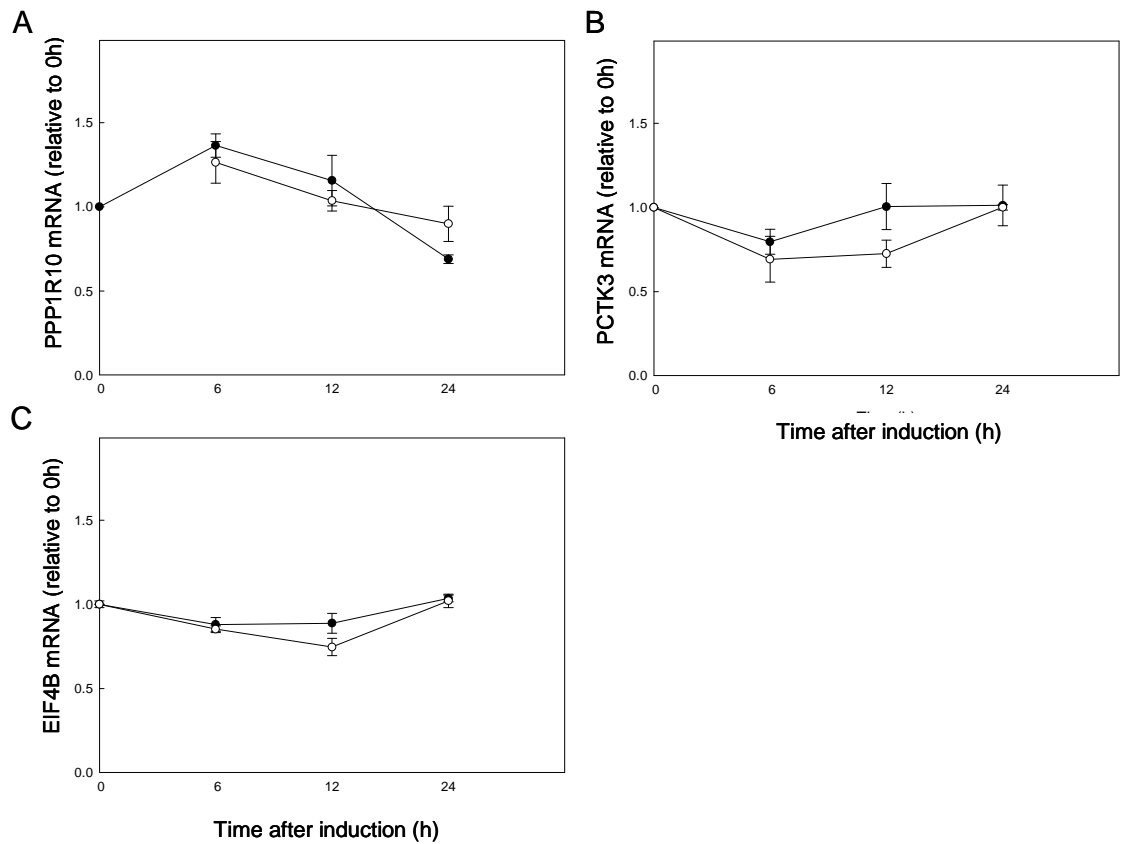 A
PPP1R10 mRNA (relative to 0h)
1.5
1.0
0.5
0.0
0 6 12 24
B
PCTK3 mRNA (relative to 0h)
1.5
1.0
0.5
0.0
0 6 12 24
Time after induction (h)
C
EIF4B mRNA (relative to 0h)
1.5
1.0
0.5
0.0
0 6 12 24
Time after induction (h)